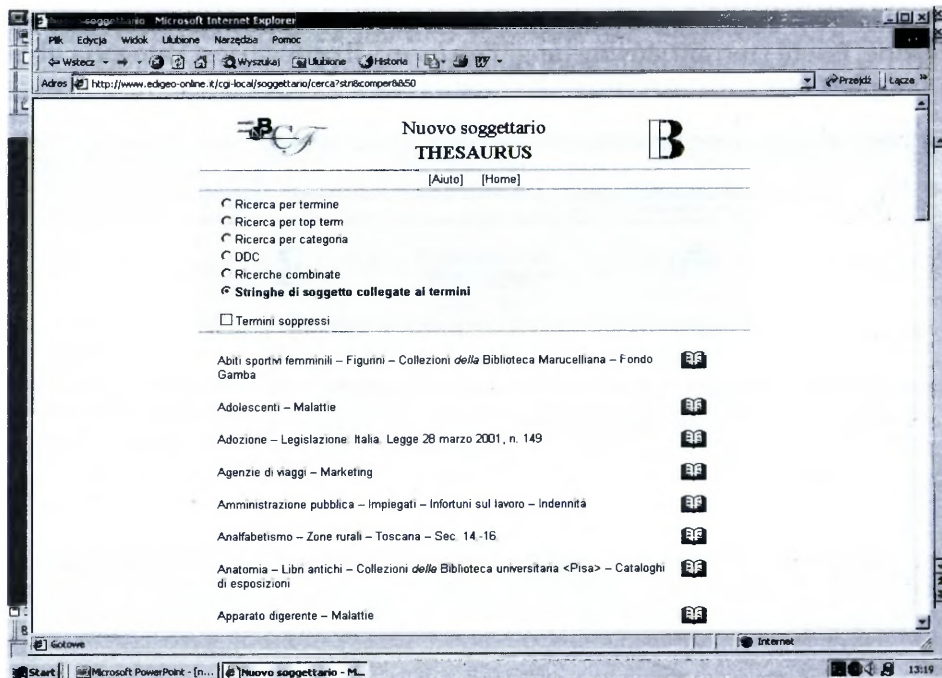 Nuovo soggettario Microsoft Internet Explorer
Plik Edycja Widok Ulubione Narzędzia Pomoc
Wstecz Wyszukaj Ulubione Historia
Adres http://www.edigeo-online.it/cgi-local/soggettario/cerca?str&comper&&50 Przejdź Łącza »
BNCF
Nuovo soggettario
THESAURUS
[Aiuto] [Home]
Ricerca per termine
Ricerca per top term
Ricerca per categoria
DDC
Ricerche combinate
Stringhe di soggetto collegate ai termini
Termini soppressi
Abiti sportivi femminili – Figurini – Collezioni della Biblioteca Marucelliana – Fondo
Gamba
Adolescenti – Malattie
Adozione – Legislazione. Italia. Legge 28 marzo 2001, n. 149
Agenzie di viaggi – Marketing
Amministrazione pubblica – Impiegati – Infortuni sul lavoro – Indennità
Analfabetismo – Zone rurali – Toscana – Sec. 14.-16.
Anatomia – Libri antichi – Collezioni delle Biblioteca universitaria <Pisa> – Cataloghi
di esposizioni
Apparato digerente – Malattie
Gotowe Internet
Start Microsoft PowerPoint - [n... Nuovo soggettario - M... 13:19